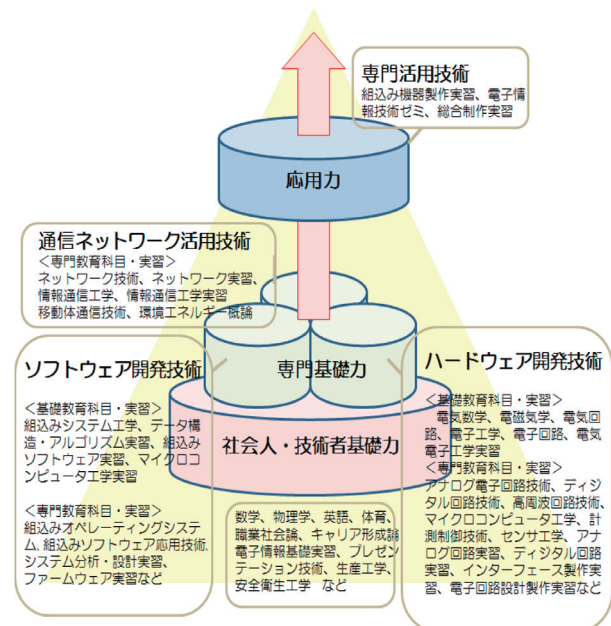 専門活用技術
組込み機器製作実習、電子情
報技術ゼミ、総合制作実習
応用力
通信ネットワーク活用技術
＜専門教育科目・実習＞
ネットワーク技術、ネットワーク実習、
情報通信工学、情報通信工学実習
移動体通信技術、環境エネルギー概論
専門基礎力
社会人・技術者基礎力
ソフトウェア開発技術
＜基礎教育科目・実習＞
組込みシステム工学、データ構
造・アルゴリズム実習、組込み
ソフトウェア実習、マイクロコ
ンピュータ工学実習
＜専門教育科目・実習＞
組込みオペレーティングシステ
ム、組込みソフトウェア応用技術、
システム分析・設計実習、
ファームウェア実習など
数学、物理学、英語、体育、
職業社会論、キャリア形成論
電子情報基礎実習、プレゼン
テーション技術、生産工学、
安全衛生工学 など
ハードウェア開発技術
＜基礎教育科目・実習＞
電気数学、電磁気学、電気回
路、電子工学、電子回路、電気
電子工学実習
＜専門教育科目・実習＞
アナログ電子回路技術、ディジ
タル回路技術、高周波回路技術、
マイクロコンピュータ工学、計
測制御技術、センサ工学、アナ
ログ回路実習、ディジタル回路
実習、インターフェース製作実
習、電子回路設計製作実習など